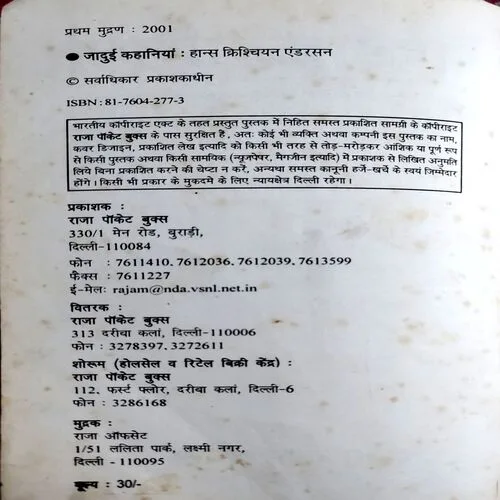 प्रथम मुद्रण : 2001
● जादुई कहानियां : हान्स क्रिश्चियन एंडरसन
© सर्वाधिकार प्रकाशकाधीन
ISBN : 81-7604-277-3
भारतीय कॉपीराइट एक्ट के तहत प्रस्तुत पुस्तक में निहित समस्त प्रकाशित सामग्री के कॉपीराइट
राजा पॉकेट बुक्स के पास सुरक्षित हैं, अतः कोई भी व्यक्ति अथवा कम्पनी इस पुस्तक का नाम,
कवर डिजाइन, प्रकाशित लेख इत्यादि को किसी भी तरह से तोड़-मरोड़कर आंशिक या पूर्ण रूप
से किसी पुस्तक अथवा किसी सामयिक (न्यूज़पेपर, मैगजीन इत्यादि) में प्रकाशक से लिखित अनुमति
लिये बिना प्रकाशित करने की चेष्टा न करें, अन्यथा समस्त कानूनी हर्जे-खर्चे के स्वयं जिम्मेदार
होंगे। किसी भी प्रकार के मुकदमे के लिए न्यायक्षेत्र दिल्ली रहेगा।
प्रकाशक :
राजा पॉकेट बुक्स
330/1 मेन रोड, बुराड़ी,
दिल्ली-110084
फोन : 7611410, 7612036, 7612039, 7613599
फैक्स : 7611227
ई-मेल: rajam@nda.vsnl.net.in
वितरक :
राजा पॉकेट बुक्स
313 दरीबा कलां, दिल्ली-110006
फोन : 3278397, 3272611
शोरूम (होलसेल व रिटेल बिक्री केंद्र) :
राजा पॉकेट बुक्स
112, फर्स्ट फ्लोर, दरीबा कलां, दिल्ली-6
फोन : 3286168
मुद्रक :
राजा ऑफसेट
1/51 ललिता पार्क, लक्ष्मी नगर,
दिल्ली - 110095
मूल्य : 30/-